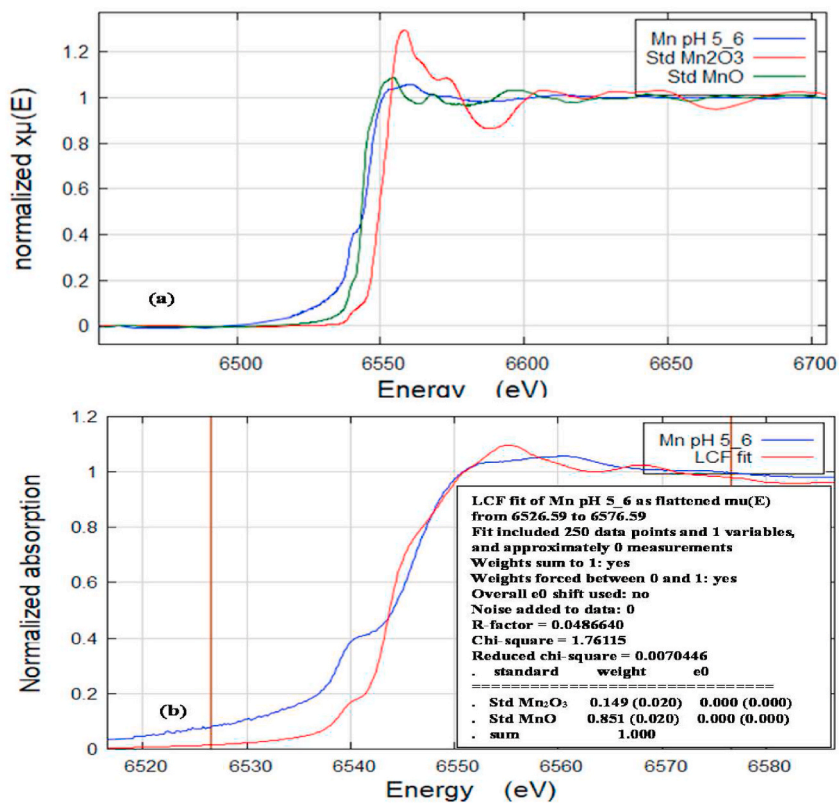 1.2
1
0.8
0.6
0.4
0.2
0
normalized xμ(E)
Mn pH 5_6
Std Mn2O3
Std MnO
(a)
6500 6550 6600 6650 6700
Energy (eV)
1.2
1
0.8
0.6
0.4
0.2
0
Normalized absorption
Mn pH 5_6
LCF fit
LCF fit of Mn pH 5_6 as flattened mu(E)
from 6526.59 to 6576.59
Fit included 250 data points and 1 variables,
and approximately 0 measurements
Weights sum to 1: yes
Weights forced between 0 and 1: yes
Overall e0 shift used: no
Noise added to data: 0
R-factor = 0.0486640
Chi-square = 1.76115
Reduced chi-square = 0.0070446
. standard weight e0
================================
. Std Mn₂O₃ 0.149 (0.020) 0.000 (0.000)
. Std MnO 0.851 (0.020) 0.000 (0.000)
. sum 1.000
(b)
6520 6530 6540 6550 6560 6570 6580
Energy (eV)